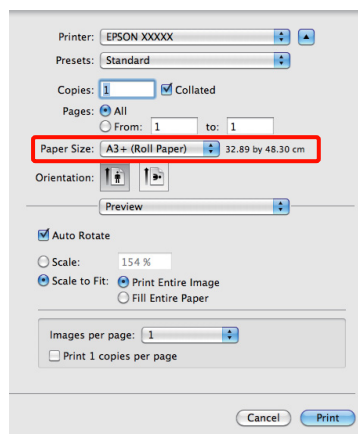 Printer: EPSON XXXXX
Presets: Standard
Copies: 1 Collated
Pages: All
From: 1 to: 1
Paper Size: A3+ (Roll Paper) 32.89 by 48.30 cm
Orientation:
Preview
Auto Rotate
Scale: 154 %
Scale to Fit: Print Entire Image
Fill Entire Paper
Images per page: 1
Print 1 copies per page
Cancel Print